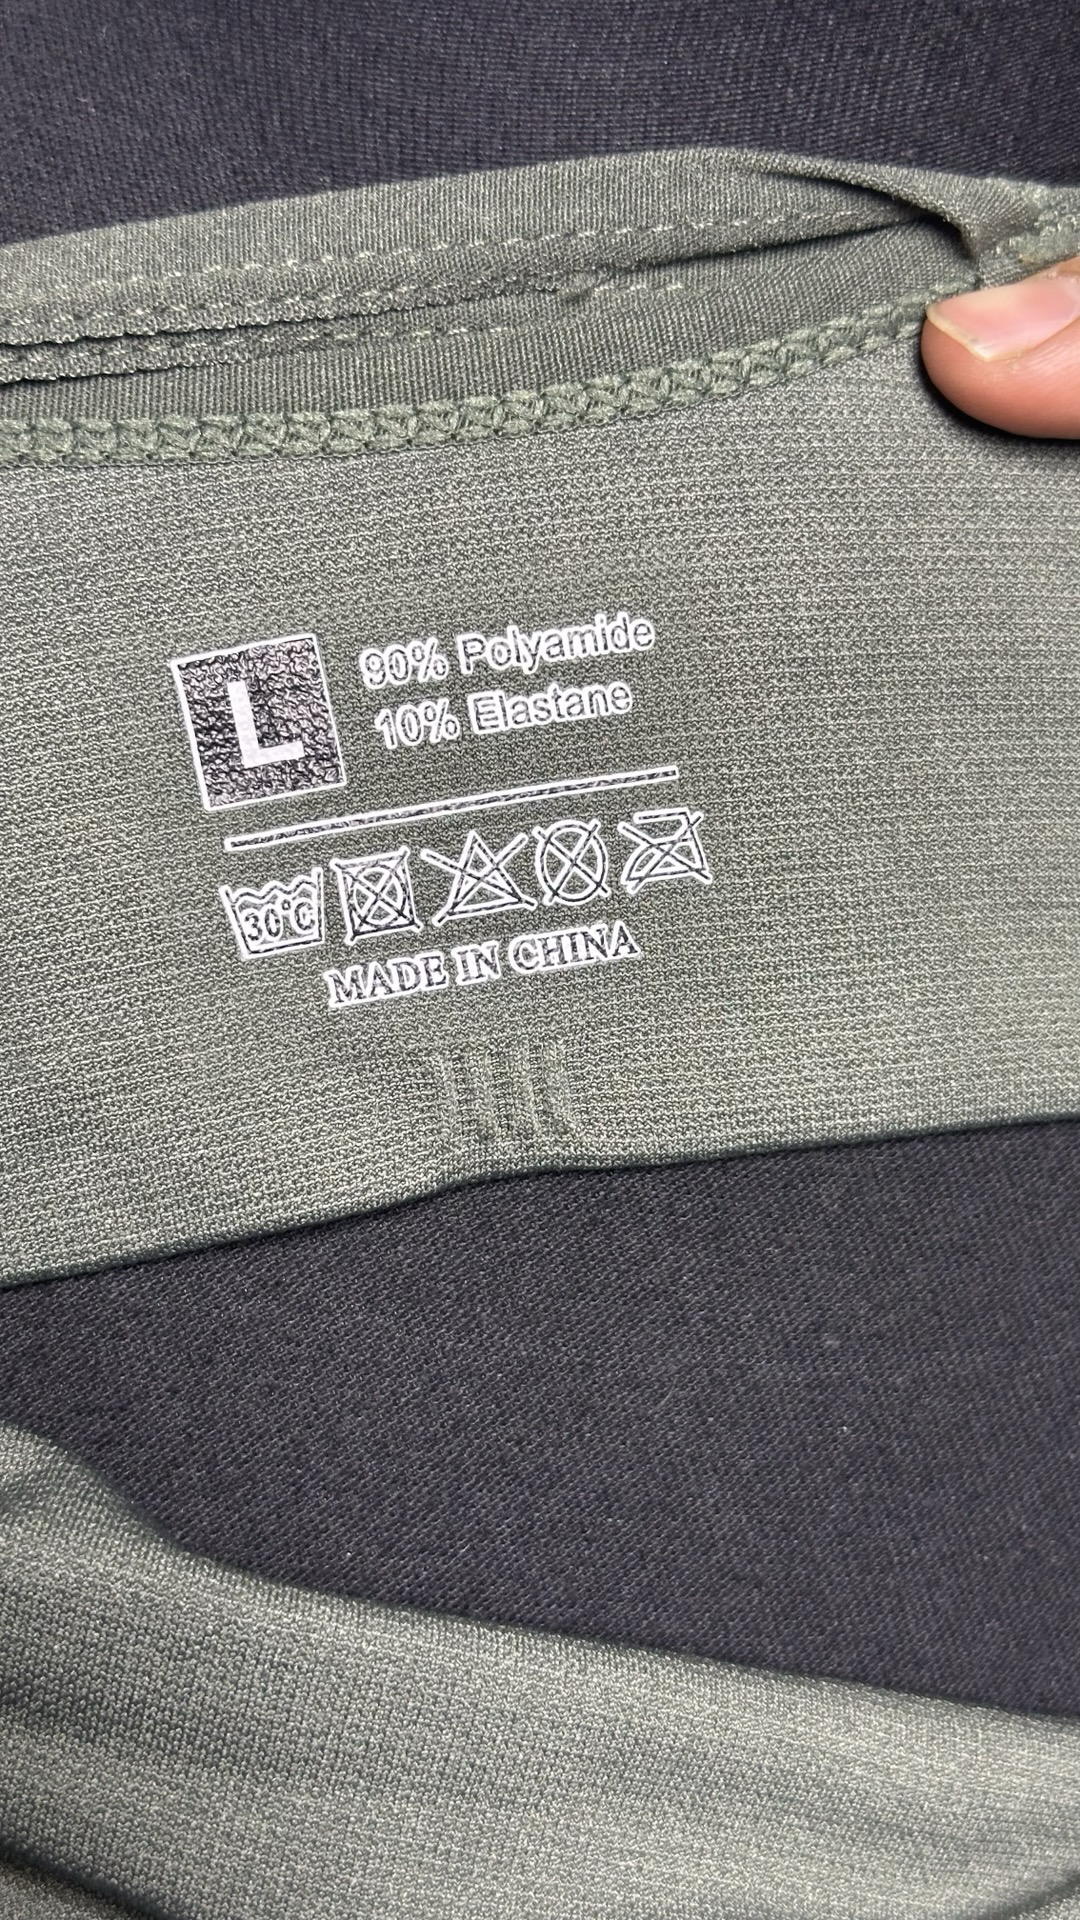 L
90% Polyamide
10% Elastane
30°C
MADE IN CHINA